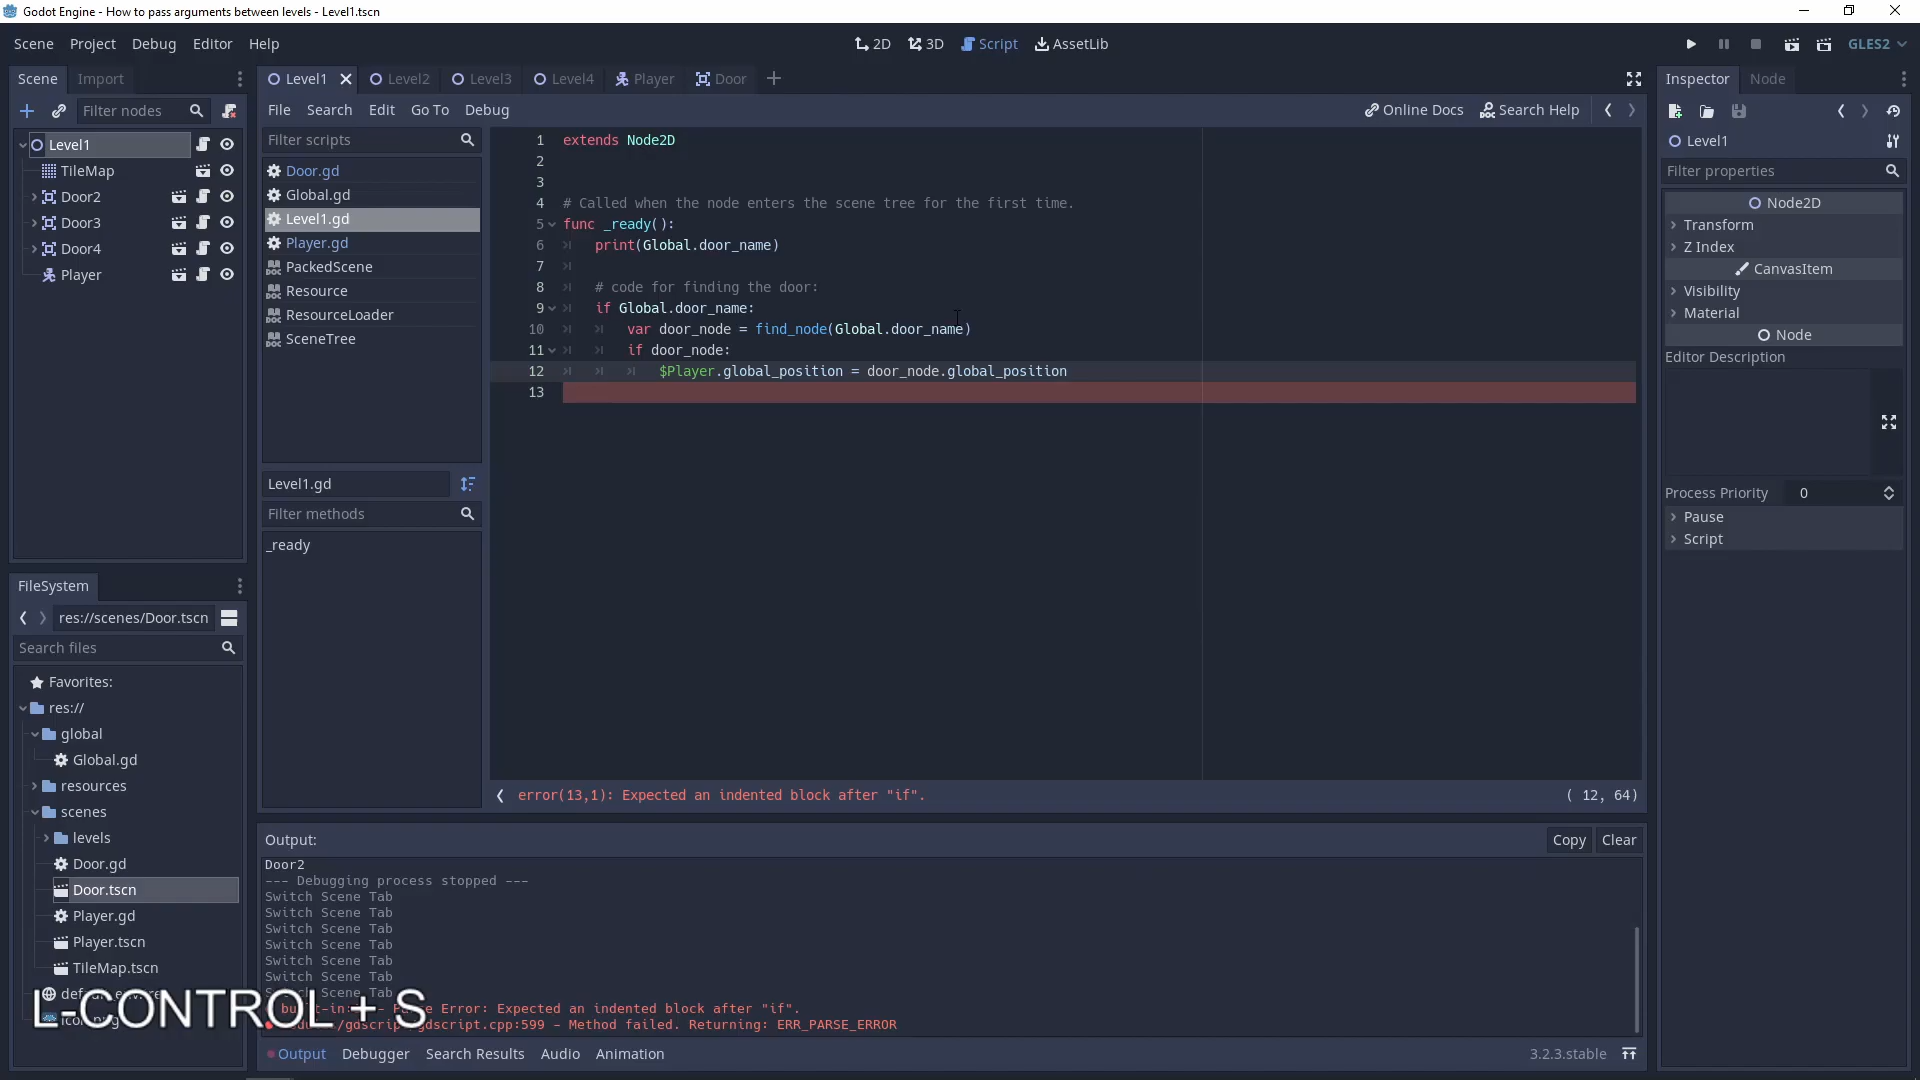 Godot Engine - How to pass arguments between levels - Level1.tscn
Scene Project Debug Editor Help
2D 3D Script AssetLib
GLES2
Scene Import
Filter nodes
Level1
TileMap
Door2
Door3
Door4
Player
Level1 Level2 Level3 Level4 Player Door
File Search Edit Go To Debug
Online Docs Search Help
Filter scripts
Door.gd
Global.gd
Level1.gd
Player.gd
PackedScene
Resource
ResourceLoader
SceneTree
Level1.gd
Filter methods
_ready
1 extends Node2D
2
3
4 # Called when the node enters the scene tree for the first time.
5 func _ready():
6 print(Global.door_name)
7
8 # code for finding the door:
9 if Global.door_name:
10 var door_node = find_node(Global.door_name)
11 if door_node:
12 $Player.global_position = door_node.global_position
13
error(13,1): Expected an indented block after "if".
( 12, 64)
Output:
Copy Clear
Door2
--- Debugging process stopped ---
Switch Scene Tab
Switch Scene Tab
Switch Scene Tab
Switch Scene Tab
Switch Scene Tab
Switch Scene Tab
Switch Scene Tab
Parse Error: Expected an indented block after "if".
- Method failed. Returning: ERR_PARSE_ERROR
Output Debugger Search Results Audio Animation
3.2.3.stable
FileSystem
res://scenes/Door.tscn
Search files
Favorites:
res://
global
Global.gd
resources
scenes
levels
Door.gd
Door.tscn
Player.gd
Player.tscn
TileMap.tscn
L-CONTROL + S
Inspector Node
Level1
Filter properties
Node2D
Transform
Z Index
CanvasItem
Visibility
Material
Node
Editor Description
Process Priority 0
Pause
Script